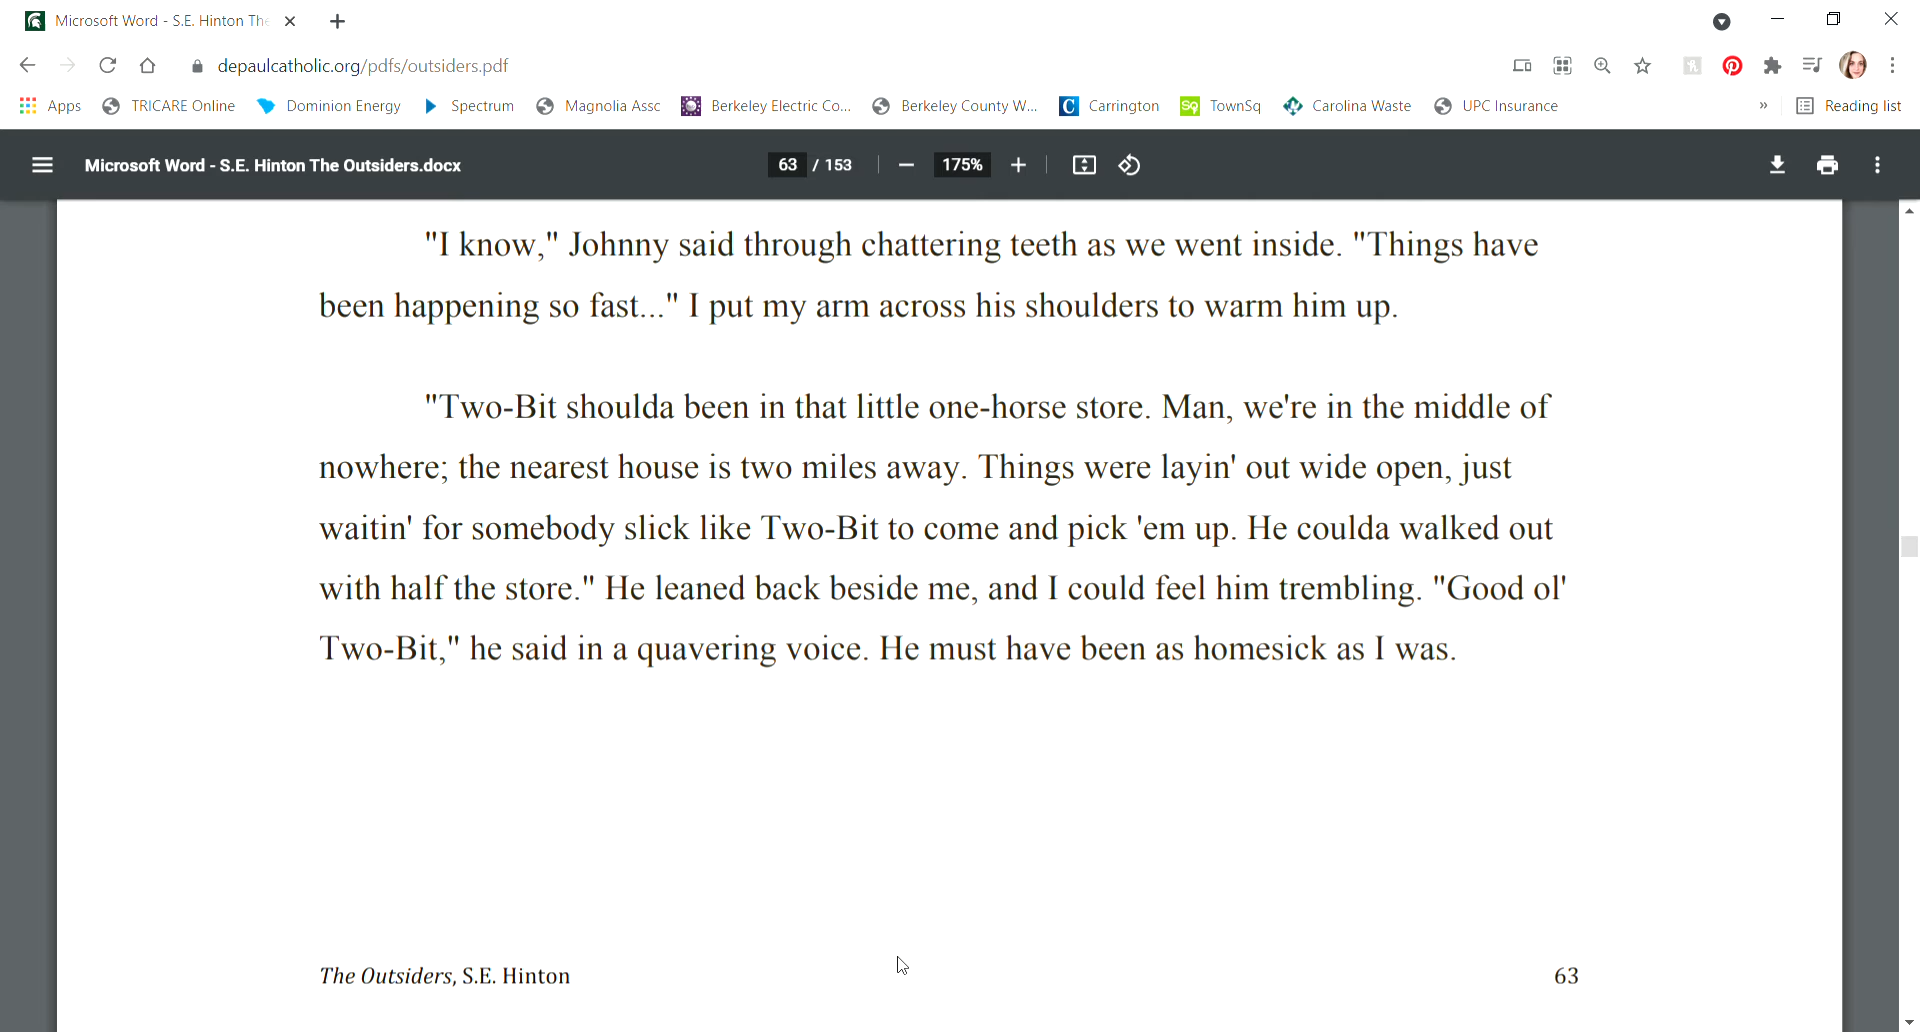 Microsoft Word - S.E. Hinton The
depaulcatholic.org/pdfs/outsiders.pdf
Apps TRICARE Online Dominion Energy Spectrum Magnolia Assc Berkeley Electric Co... Berkeley County W... Carrington TownSq Carolina Waste UPC Insurance » Reading list
Microsoft Word - S.E. Hinton The Outsiders.docx 63 / 153 175%
"I know," Johnny said through chattering teeth as we went inside. "Things have
been happening so fast..." I put my arm across his shoulders to warm him up.
"Two-Bit shoulda been in that little one-horse store. Man, we're in the middle of
nowhere; the nearest house is two miles away. Things were layin' out wide open, just
waitin' for somebody slick like Two-Bit to come and pick 'em up. He coulda walked out
with half the store." He leaned back beside me, and I could feel him trembling. "Good ol'
Two-Bit," he said in a quavering voice. He must have been as homesick as I was.
The Outsiders, S.E. Hinton 63